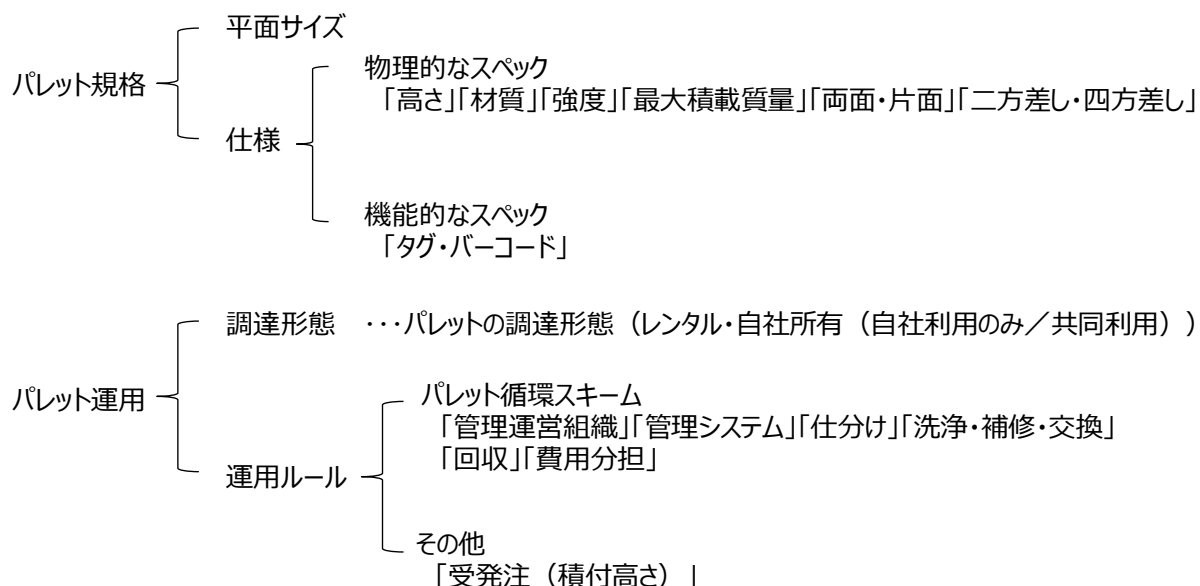 平面サイズ
パレット規格
仕様
物理的なスペック
「高さ」「材質」「強度」「最大積載質量」「両面・片面」「二方差し・四方差し」
機能的なスペック
「タグ・バーコード」
調達形態 ・・・パレットの調達形態（レンタル・自社所有（自社利用のみ／共同利用））
パレット運用
運用ルール
パレット循環スキーム
「管理運営組織」「管理システム」「仕分け」「洗浄・補修・交換」
「回収」「費用分担」
その他
「受発注（積付高さ）」